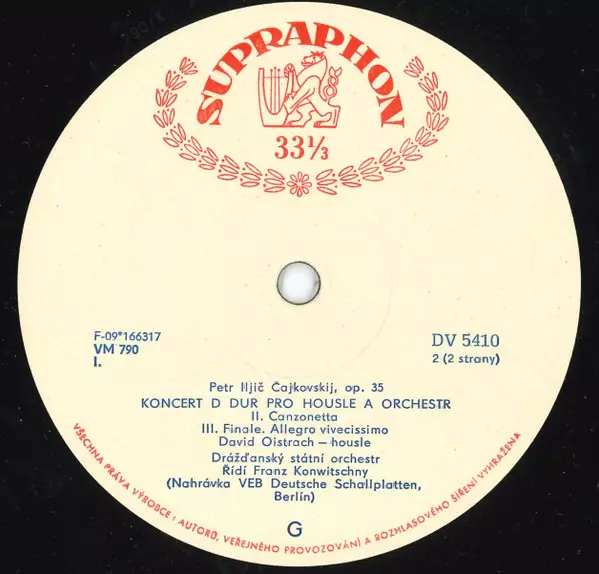 SUPRAPHON
33⅓
F-09*166317
VM 790
I.
DV 5410
2 (2 strany)
Petr Iljič Čajkovskij, op. 35
KONCERT D DUR PRO HOUSLE A ORCHESTR
II. Canzonetta
III. Finale. Allegro vivecissimo
David Oistrach – housle
Drážďanský státní orchestr
Řídí Franz Konwitschny
(Nahrávka VEB Deutsche Schallplatten,
Berlín)
G
VŠECHNA PRÁVA VÝROBCE I AUTORŮ, VEŘEJNÉHO PROVOZOVÁNÍ A ROZHLASOVÉHO ŠÍŘENÍ VYHRAŽENA